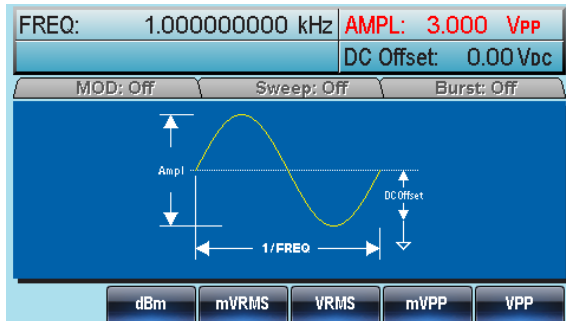 FREQ: 1.000000000 kHz AMPL: 3.000 VPP
DC Offset: 0.00 VDC
MOD: Off Sweep: Off Burst: Off
Ampl
DC Offset
1/FREQ
dBm mVRMS VRMS mVPP VPP